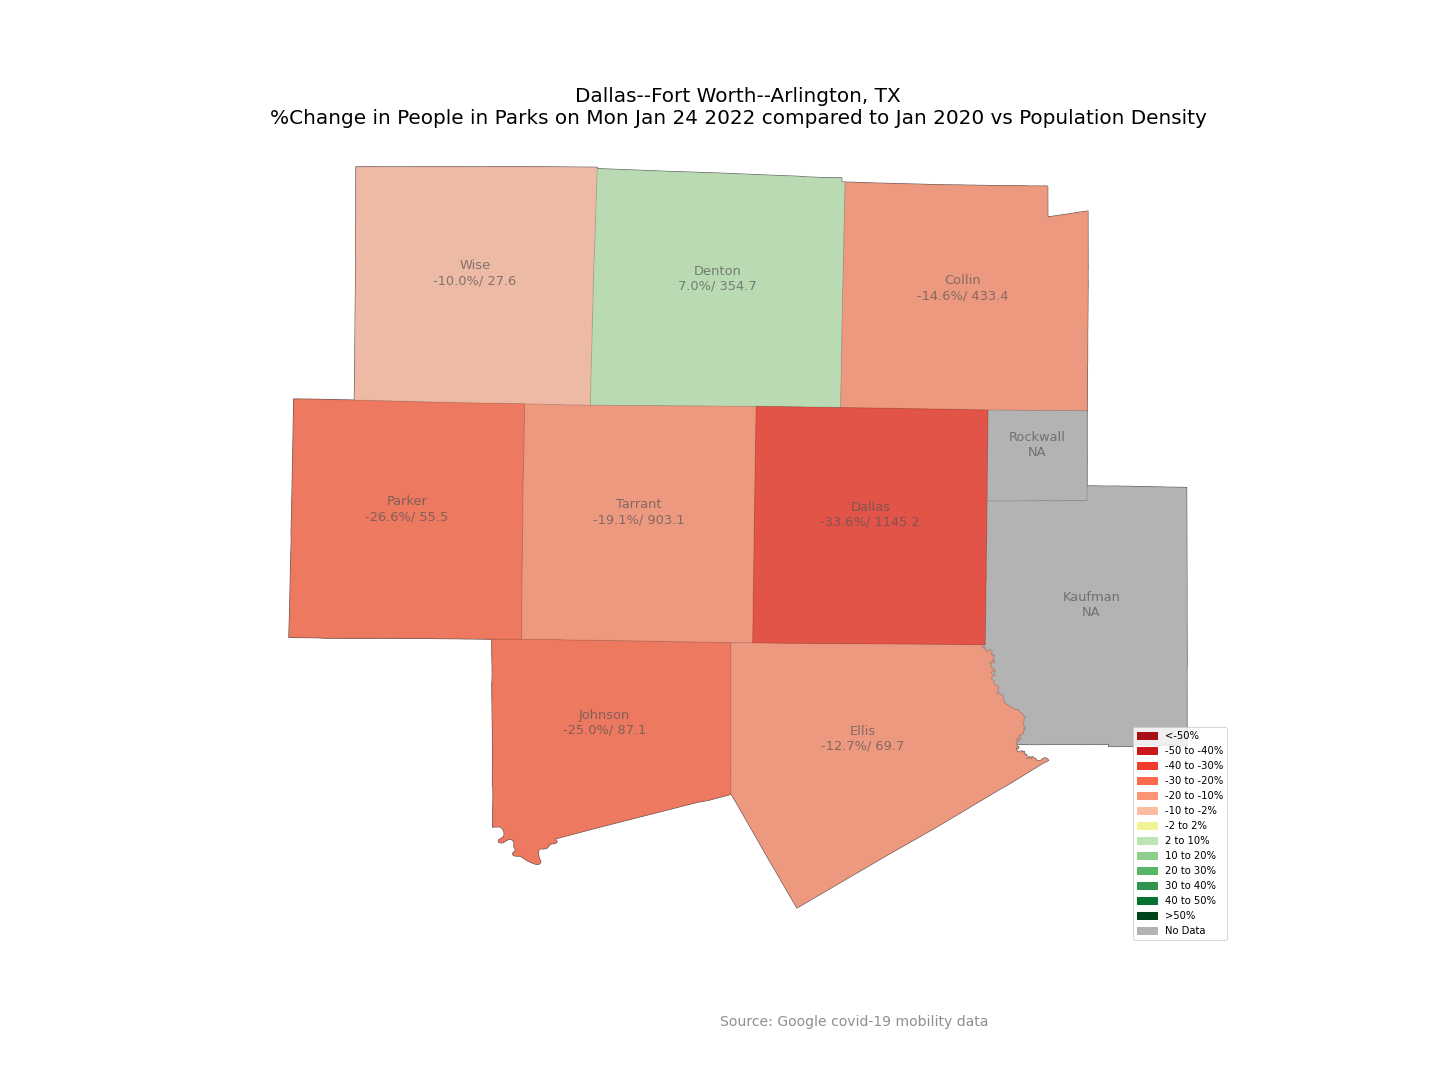 Dallas--Fort Worth--Arlington, TX
%Change in People in Parks on Mon Jan 24 2022 compared to Jan 2020 vs Population Density
Wise
-10.0%/ 27.6
Denton
7.0%/ 354.7
Collin
-14.6%/ 433.4
Rockwall
NA
Parker
-26.6%/ 55.5
Tarrant
-19.1%/ 903.1
Dallas
-33.6%/ 1145.2
Kaufman
NA
Johnson
-25.0%/ 87.1
Ellis
-12.7%/ 69.7
<-50%
-50 to -40%
-40 to -30%
-30 to -20%
-20 to -10%
-10 to -2%
-2 to 2%
2 to 10%
10 to 20%
20 to 30%
30 to 40%
40 to 50%
>50%
No Data
Source: Google covid-19 mobility data